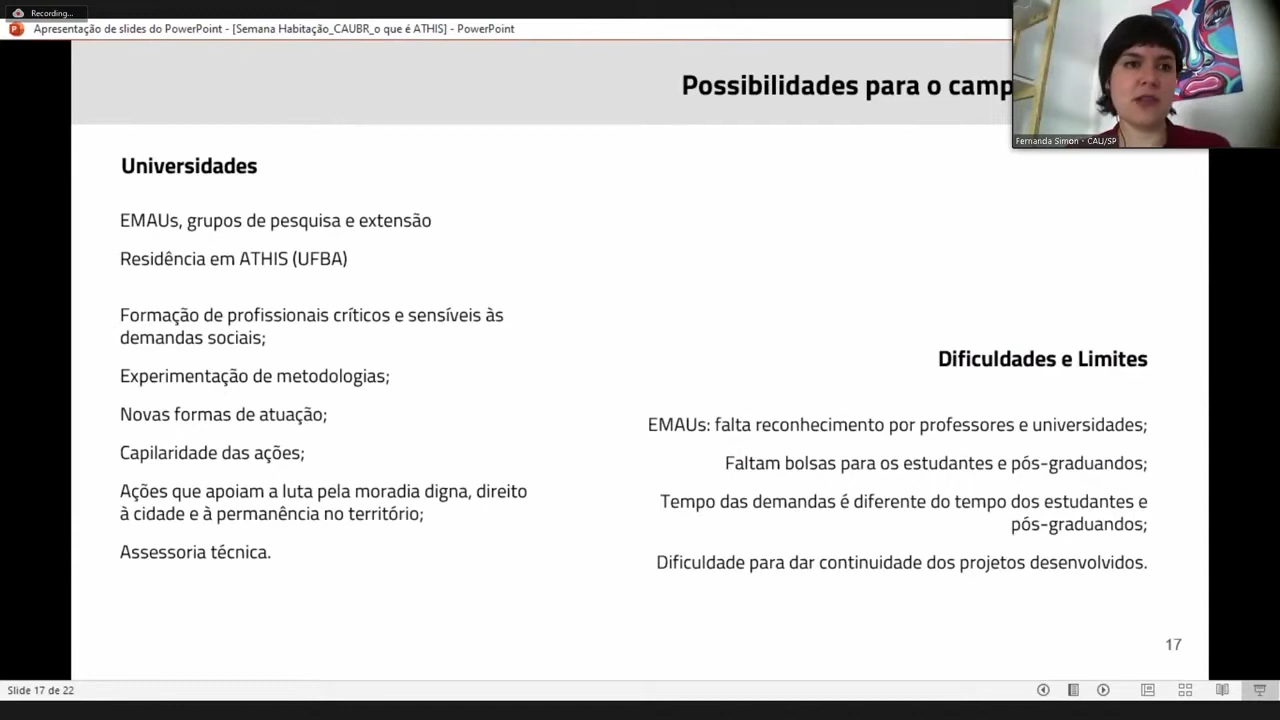 Recording...
Apresentação de slides do PowerPoint - [Semana Habitação_CAUBR_o que é ATHIS] - PowerPoint
Possibilidades para o camp
Fernanda Simon - CAU/SP
Universidades
EMAUs, grupos de pesquisa e extensão
Residência em ATHIS (UFBA)
Formação de profissionais críticos e sensíveis às
demandas sociais;
Experimentação de metodologias;
Novas formas de atuação;
Capilaridade das ações;
Ações que apoiam a luta pela moradia digna, direito
à cidade e à permanência no território;
Assessoria técnica.
Dificuldades e Limites
EMAUs: falta reconhecimento por professores e universidades;
Faltam bolsas para os estudantes e pós-graduandos;
Tempo das demandas é diferente do tempo dos estudantes e
pós-graduandos;
Dificuldade para dar continuidade dos projetos desenvolvidos.
17
Slide 17 de 22